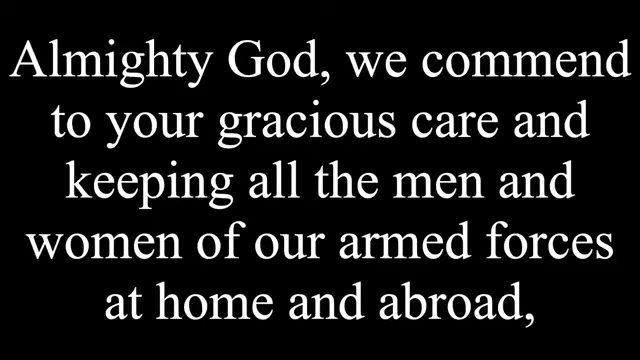 Almighty God, we commend
to your gracious care and
keeping all the men and
women of our armed forces
at home and abroad,